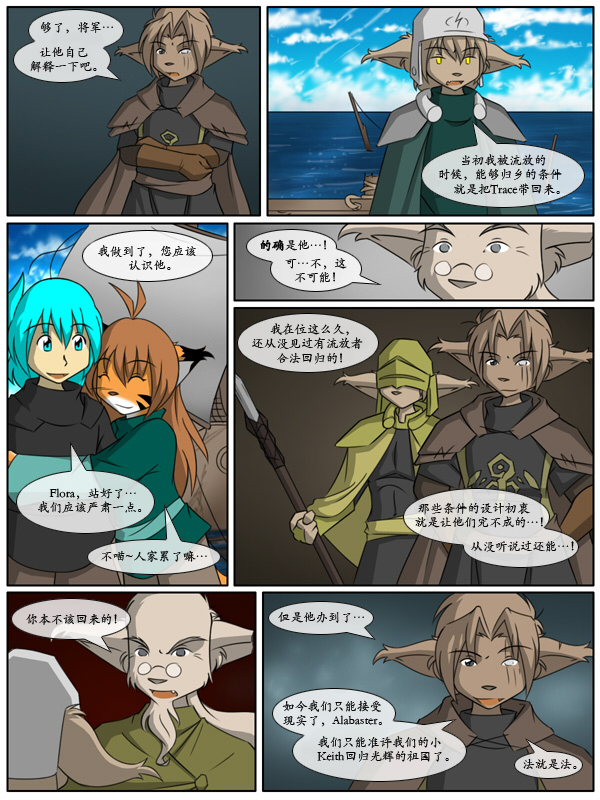 够了，将军…
让他自己
解释一下吧。
当初我被流放的
时候，能够归乡的条件
就是把Trace带回来。
我做到了，您应该
认识他。
Flora，站好了…
我们应该严肃一点。
不喵~人家累了嘛…
的确是他…!
可…不，这
不可能！
我在位这么久，
还从没见过有流放者
合法回归的！
那些条件的设计初衷
就是让他们完不成的…!
从没听说过还能…!
你本不该回来的！
但是他办到了…
如今我们只能接受
现实了，Alabaster。
我们只能准许我们的小
Keith回归光辉的祖国了。
法就是法。